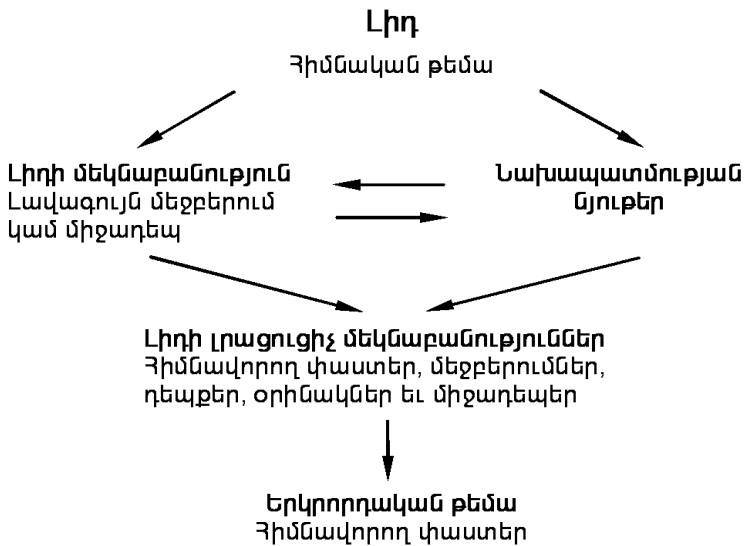 Լիդ
Հիմնական թեմա
Լիդի մեկնաբանություն
Լավագույն մեջբերում
կամ միջադեպ
Նախապատմության
նյութեր
Լիդի լրացուցիչ մեկնաբանություններ
Հիմնավորող փաստեր, մեջբերումներ,
դեպքեր, օրինակներ եւ միջադեպեր
Երկրորդական թեմա
Հիմնավորող փաստեր